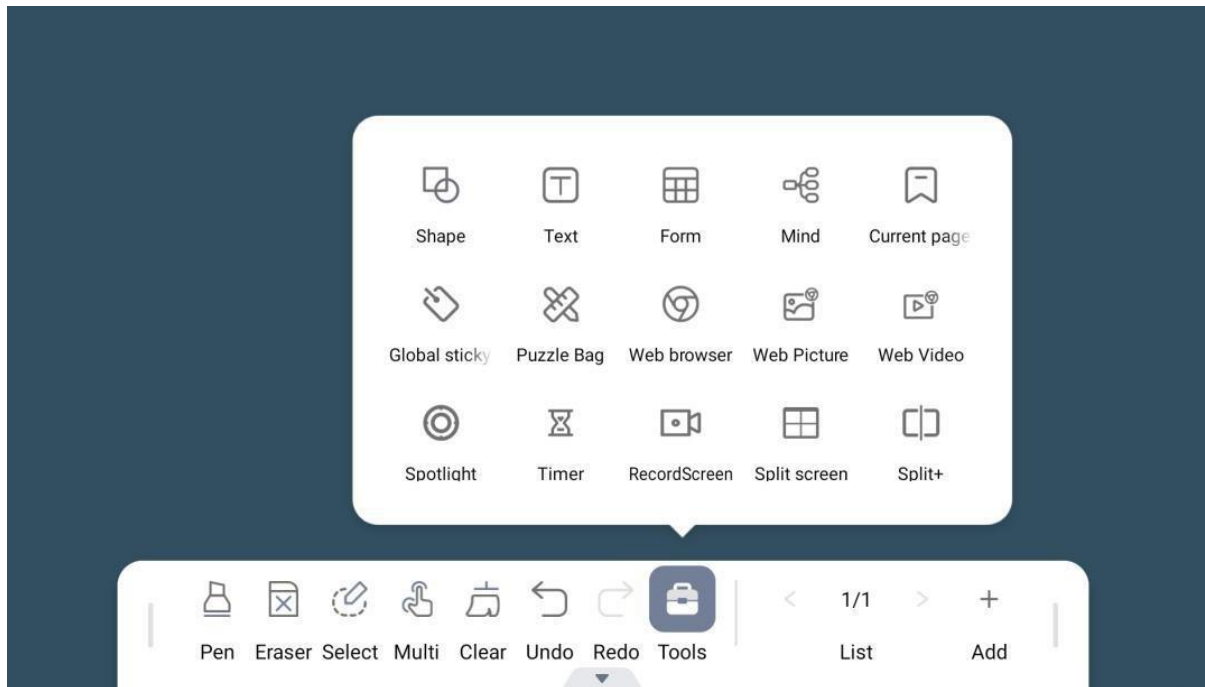 Shape Text Form Mind Current page
Global sticky Puzzle Bag Web browser Web Picture Web Video
Spotlight Timer RecordScreen Split screen Split+
1/1
Pen Eraser Select Multi Clear Undo Redo Tools List Add